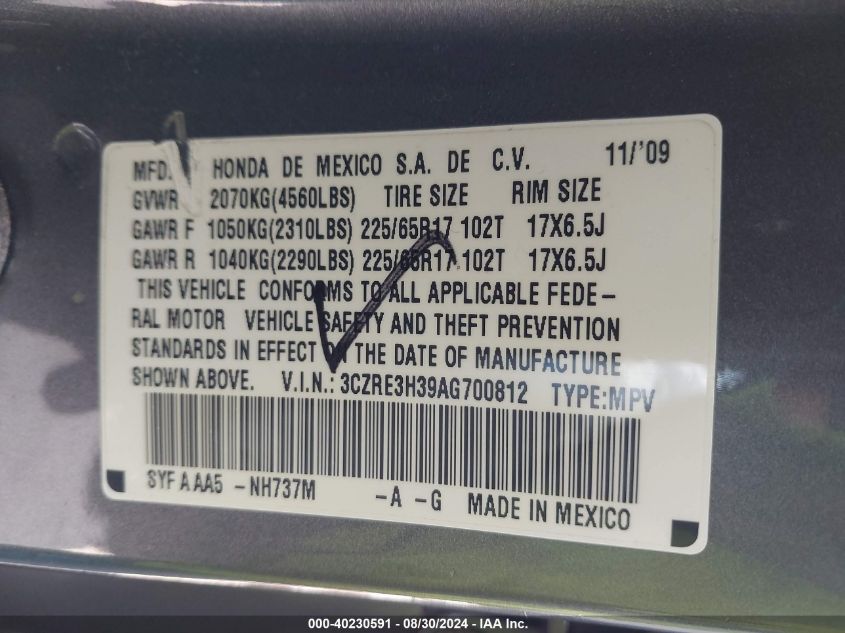 MFD. HONDA DE MEXICO S.A. DE C.V. 11/'09
GVWR 2070KG(4560LBS) TIRE SIZE RIM SIZE
GAWR F 1050KG(2310LBS) 225/65R17 102T 17X6.5J
GAWR R 1040KG(2290LBS) 225/65R17 102T 17X6.5J
THIS VEHICLE CONFORMS TO ALL APPLICABLE FEDE-
RAL MOTOR VEHICLE SAFETY AND THEFT PREVENTION
STANDARDS IN EFFECT ON THE DATE OF MANUFACTURE
SHOWN ABOVE. V.I.N.: 3CZRE3H39AG700812 TYPE:MPV
SYF A AA5 -NH737M -A -G MADE IN MEXICO
000-40230591 - 08/30/2024 - IAA Inc.